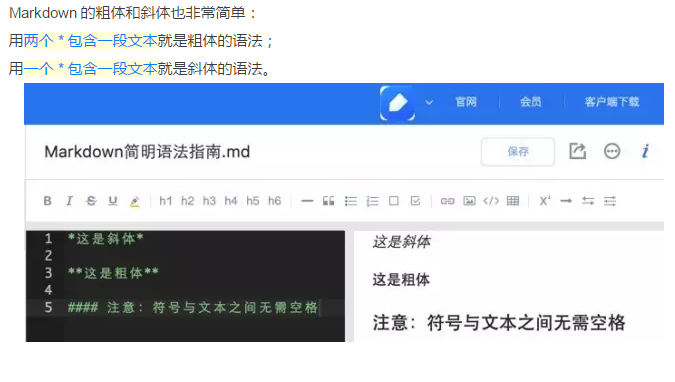 Markdown 的粗体和斜体也非常简单：
用两个 * 包含一段文本就是粗体的语法；
用一个 * 包含一段文本就是斜体的语法。
官网 会员 客户端下载
Markdown简明语法指南.md 保存
B I S U h1 h2 h3 h4 h5 h6 X²
1 *这是斜体*
2
3 **这是粗体**
4
5 #### 注意：符号与文本之间无需空格
这是斜体
这是粗体
注意：符号与文本之间无需空格